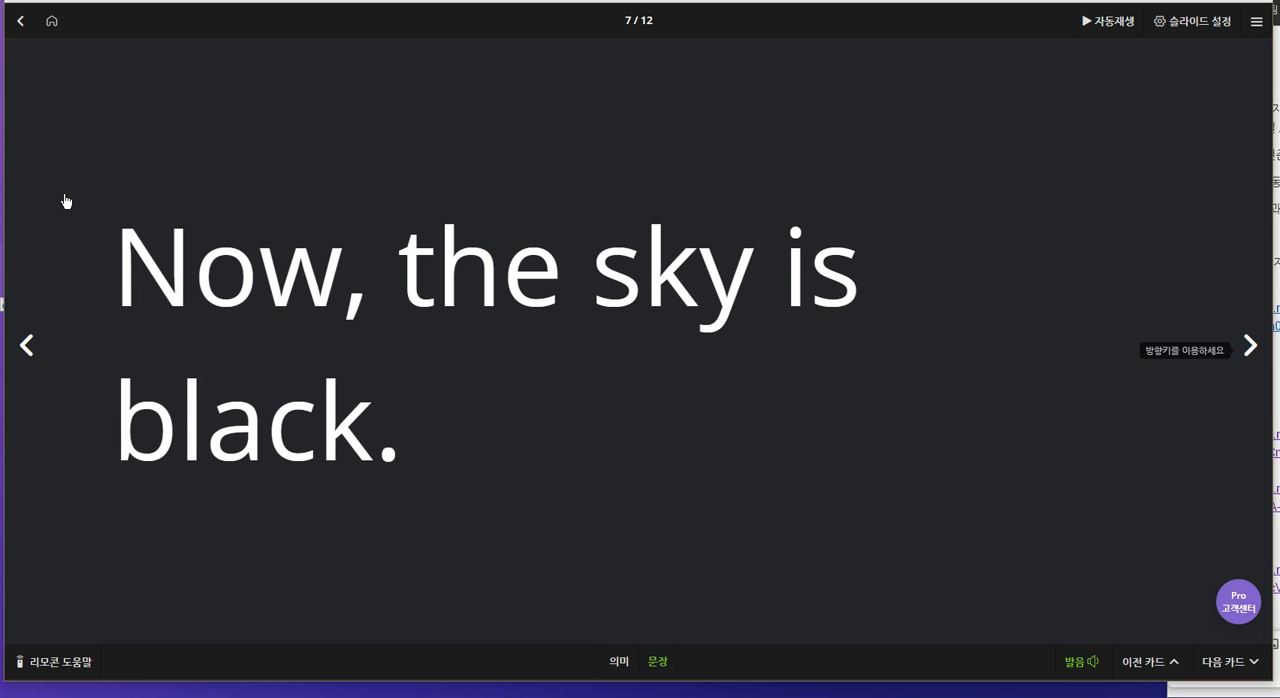 7 / 12
자동재생
슬라이드 설정
Now, the sky is
black.
방향키를 이용하세요
Pro
고객센터
리모콘 도움말
의미
문장
발음
이전 카드
다음 카드